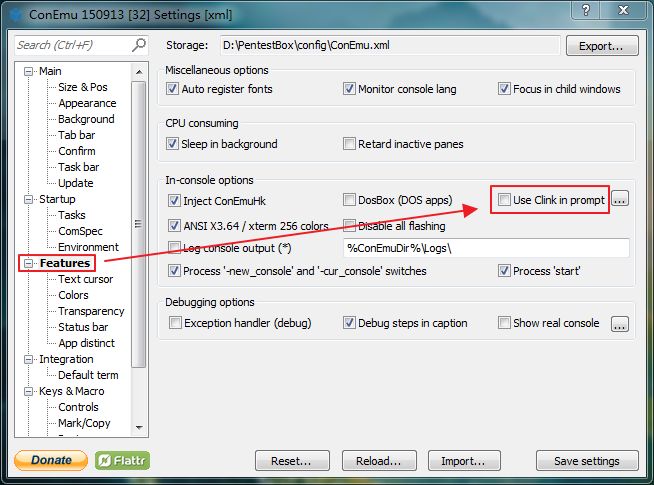 ConEmu 150913 [32] Settings [xml]
Search (Ctrl+F)
Storage:
D:\PentestBox\config\ConEmu.xml
Export...
Main
Size & Pos
Appearance
Background
Tab bar
Confirm
Task bar
Update
Startup
Tasks
ComSpec
Environment
Features
Text cursor
Colors
Transparency
Status bar
App distinct
Integration
Default term
Keys & Macro
Controls
Mark/Copy
Miscellaneous options
Auto register fonts
Monitor console lang
Focus in child windows
CPU consuming
Sleep in background
Retard inactive panes
In-console options
Inject ConEmuHk
DosBox (DOS apps)
Use Clink in prompt
...
ANSI X3.64 / xterm 256 colors
Disable all flashing
Log console output (*)
%ConEmuDir%\Logs\
Process '-new_console' and '-cur_console' switches
Process 'start'
Debugging options
Exception handler (debug)
Debug steps in caption
Show real console
...
Donate
Flattr
Reset...
Reload...
Import...
Save settings